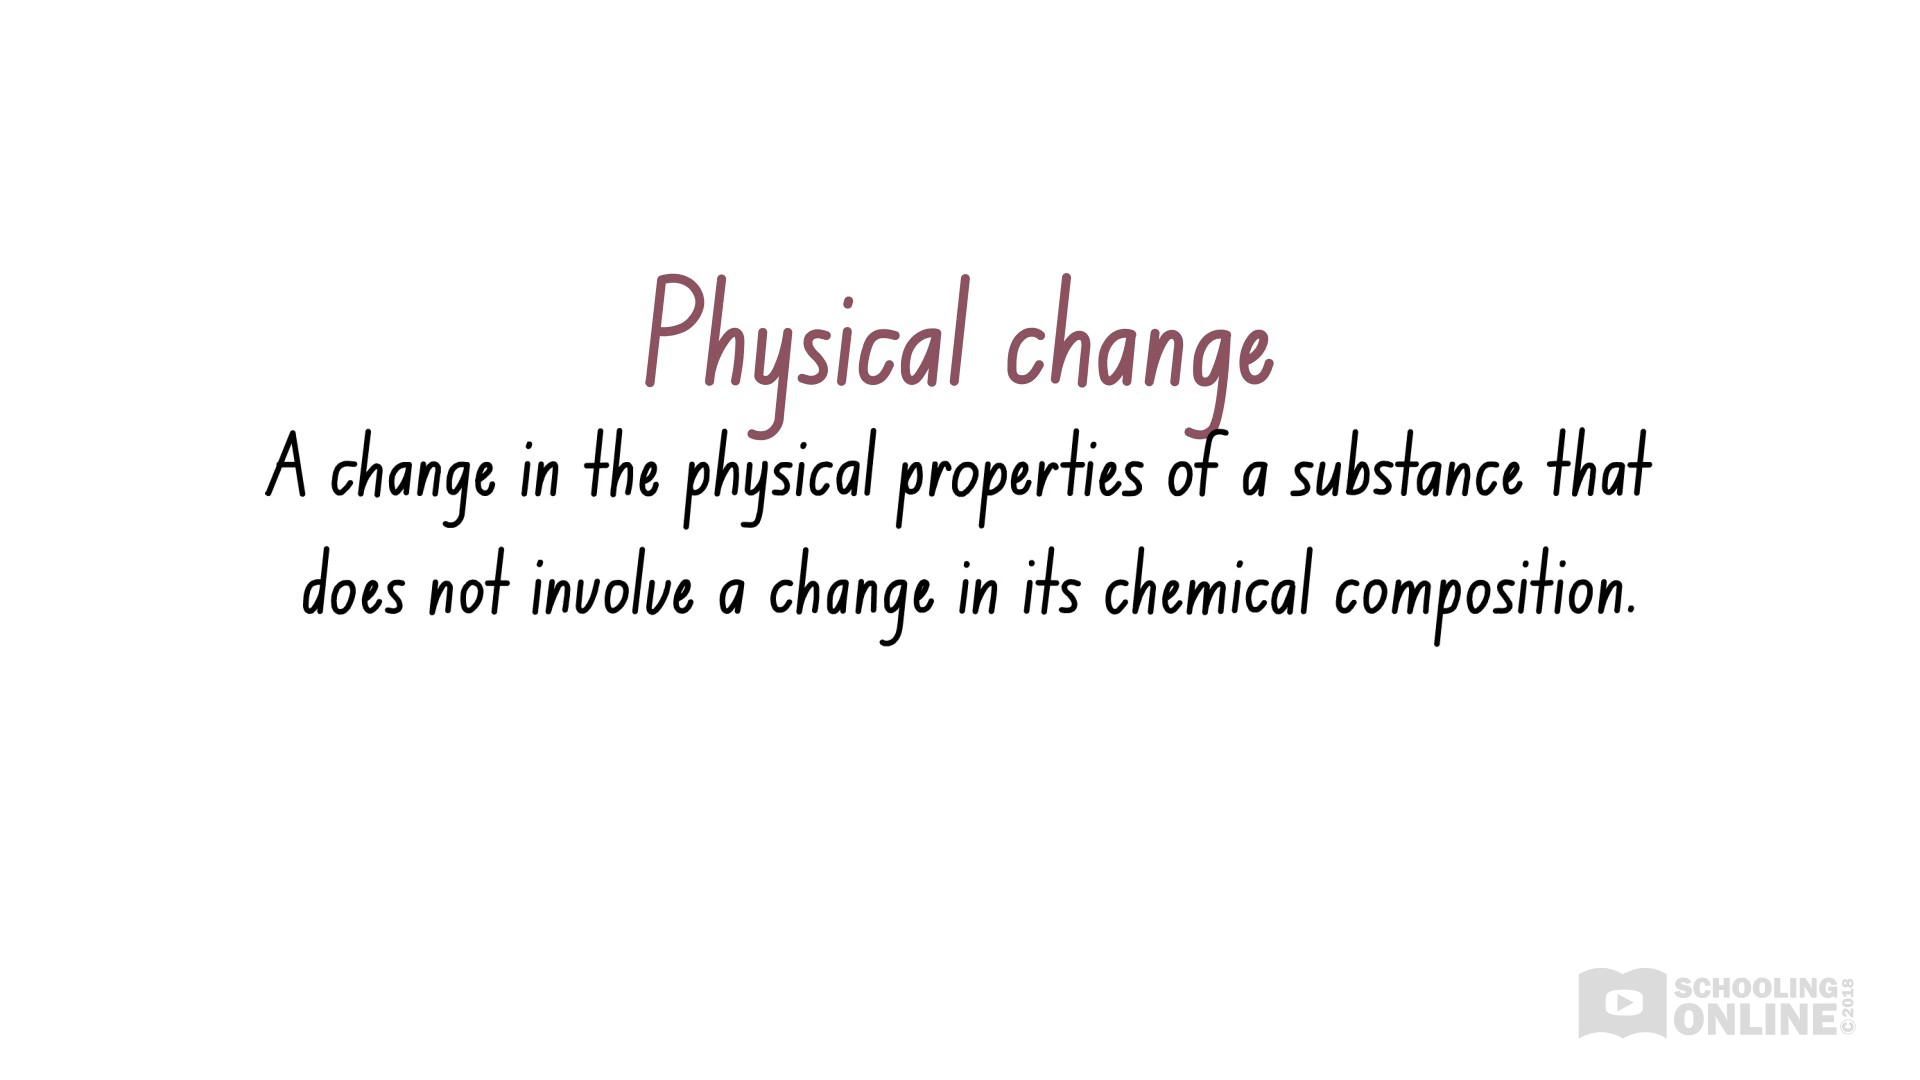 Physical change
A change in the physical properties of a substance that
does not involve a change in its chemical composition.
SCHOOLING
ONLINE
©2018